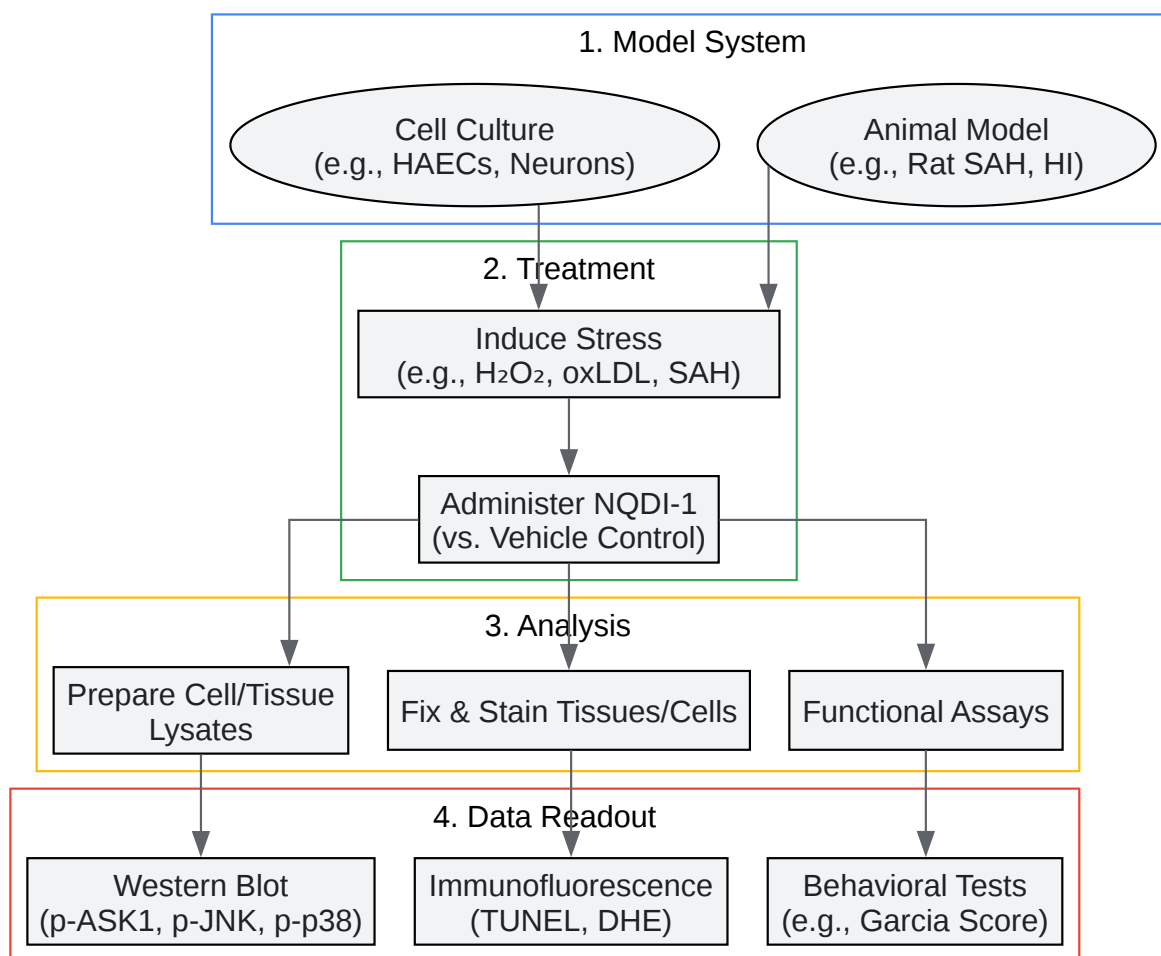 1. Model System
Cell Culture
(e.g., HAECs, Neurons)
Animal Model
(e.g., Rat SAH, HI)
2. Treatment
Induce Stress
(e.g., H₂O₂, oxLDL, SAH)
Administer NQDI-1
(vs. Vehicle Control)
3. Analysis
Prepare Cell/Tissue
Lysates
Fix & Stain Tissues/Cells
Functional Assays
4. Data Readout
Western Blot
(p-ASK1, p-JNK, p-p38)
Immunofluorescence
(TUNEL, DHE)
Behavioral Tests
(e.g., Garcia Score)